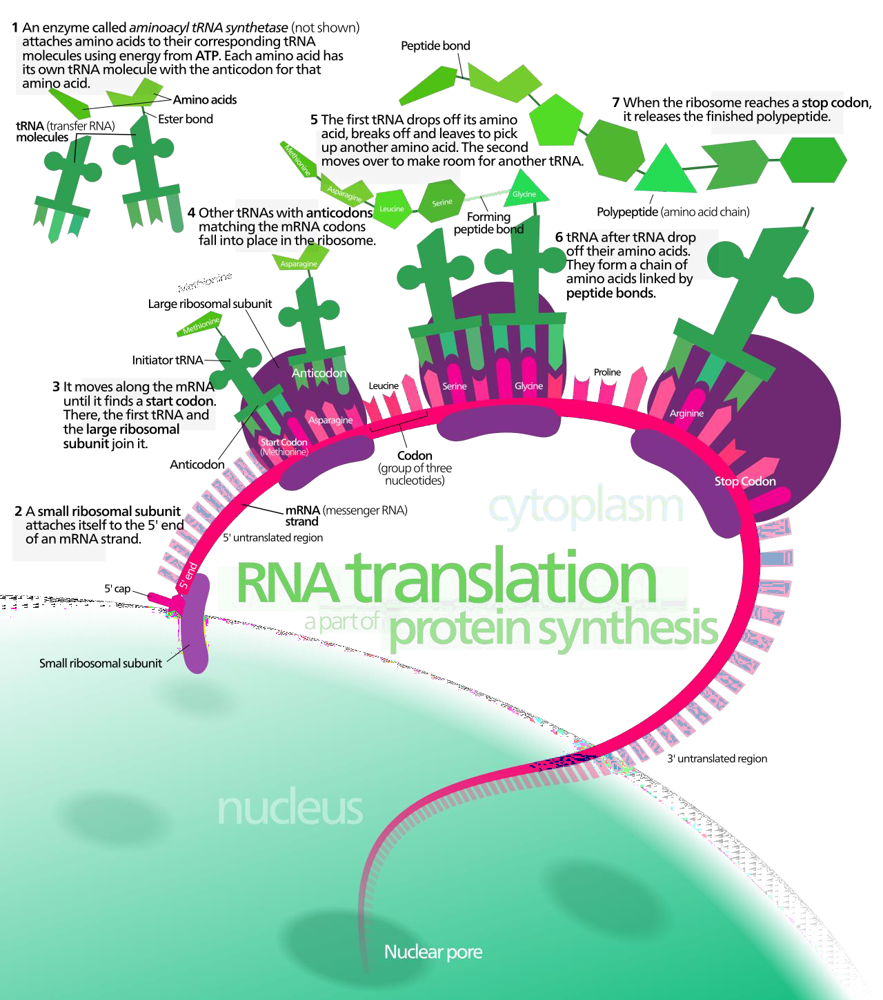 1 An enzyme called aminoacyl tRNA synthetase (not shown)
attaches amino acids to their corresponding tRNA
molecules using energy from ATP. Each amino acid has
its own tRNA molecule with the anticodon for that
amino acid.
Amino acids
Ester bond
tRNA (transfer RNA)
molecules
Peptide bond
7 When the ribosome reaches a stop codon,
it releases the finished polypeptide.
5 The first tRNA drops off its amino
acid, breaks off and leaves to pick
up another amino acid. The second
moves over to make room for another tRNA.
Methionine
Asparagine
Leucine
Serine
Glycine
Forming
peptide bond
Polypeptide (amino acid chain)
4 Other tRNAs with anticodons
matching the mRNA codons
fall into place in the ribosome.
6 tRNA after tRNA drop
off their amino acids.
They form a chain of
amino acids linked by
peptide bonds.
Asparagine
Methionine
Large ribosomal subunit
Methionine
Initiator tRNA
Anticodon
3 It moves along the mRNA
until it finds a start codon.
There, the first tRNA and
the large ribosomal
subunit join it.
Anticodon
Start Codon
(Methionine)
Asparagine
Leucine
Serine
Glycine
Proline
Arginine
Stop Codon
Codon
(group of three
nucleotides)
2 A small ribosomal subunit
attaches itself to the 5' end
of an mRNA strand.
mRNA (messenger RNA)
strand
5' untranslated region
cytoplasm
RNA translation
a part of protein synthesis
5' end
5' cap
Small ribosomal subunit
3' untranslated region
nucleus
Nuclear pore